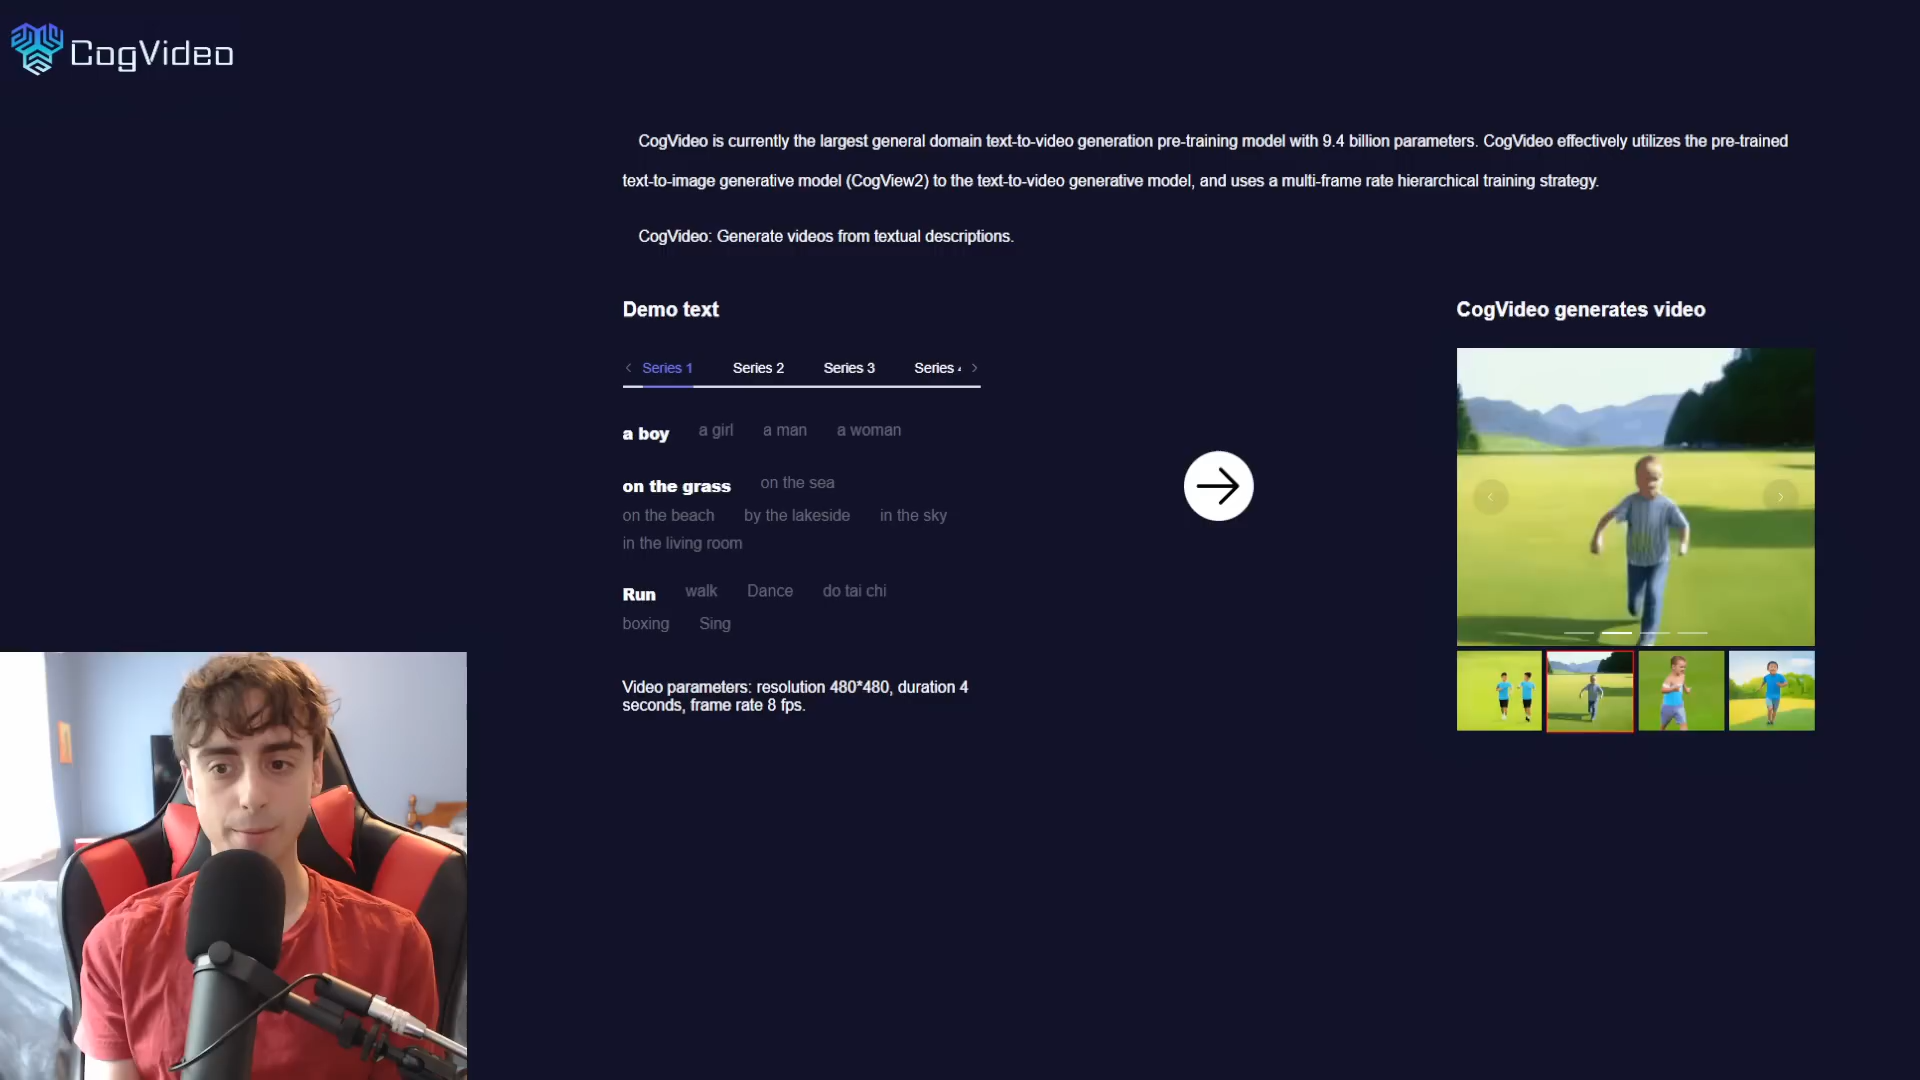 CogVideo
CogVideo is currently the largest general domain text-to-video generation pre-training model with 9.4 billion parameters. CogVideo effectively utilizes the pre-trained
text-to-image generative model (CogView2) to the text-to-video generative model, and uses a multi-frame rate hierarchical training strategy.
CogVideo: Generate videos from textual descriptions.
Demo text
CogVideo generates video
Series 1 Series 2 Series 3 Series
a boy a girl a man a woman
on the grass on the sea
on the beach by the lakeside in the sky
in the living room
Run walk Dance do tai chi
boxing Sing
Video parameters: resolution 480*480, duration 4
seconds, frame rate 8 fps.